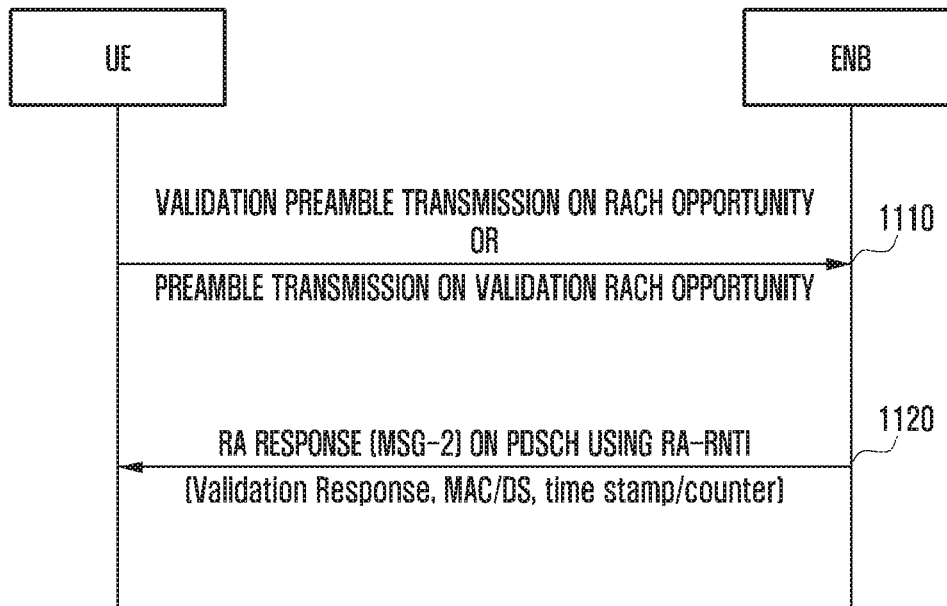 UE
ENB
VALIDATION PREAMBLE TRANSMISSION ON RACH OPPORTUNITY
OR
PREAMBLE TRANSMISSION ON VALIDATION RACH OPPORTUNITY
1110
RA RESPONSE (MSG-2) ON PDSCH USING RA-RNTI
(Validation Response, MAC/DS, time stamp/counter)
1120